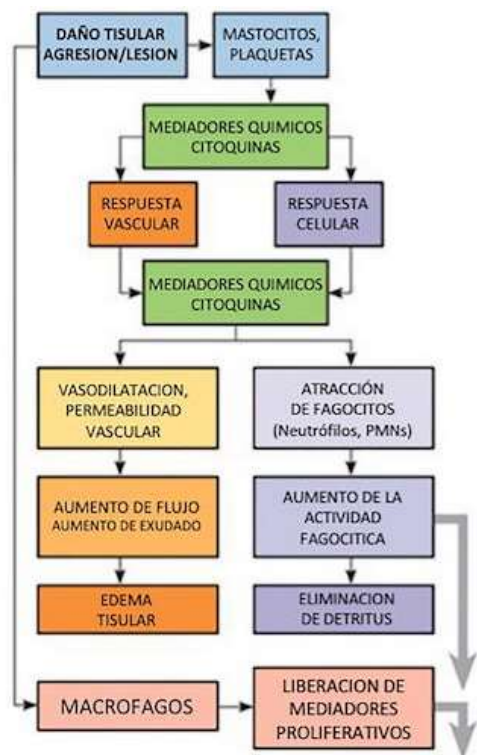 DAÑO TISULAR
AGRESION/LESION
MASTOCITOS,
PLAQUETAS
MEDIADORES QUIMICOS
CITOQUINAS
RESPUESTA
VASCULAR
RESPUESTA
CELULAR
MEDIADORES QUIMICOS
CITOQUINAS
VASODILATACION,
PERMEABILIDAD
VASCULAR
ATRACCIÓN
DE FAGOCITOS
(Neutrófilos, PMNs)
AUMENTO DE FLUJO
AUMENTO DE EXUDADO
AUMENTO DE LA
ACTIVIDAD
FAGOCITICA
EDEMA
TISULAR
ELIMINACION
DE DETRITUS
MACROFAGOS
LIBERACION DE
MEDIADORES
PROLIFERATIVOS